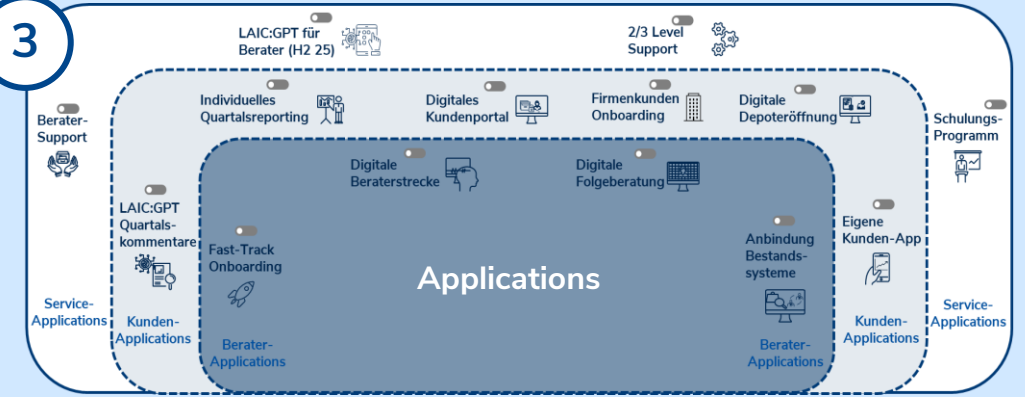 3
LAIC:GPT für
Berater (H2 25)
2/3 Level
Support
Berater-
Support
Individuelles
Quartalsreporting
Digitales
Kundenportal
Firmenkunden
Onboarding
Digitale
Depoteröffnung
Schulungs-
Programm
Digitale
Beraterstrecke
Digitale
Folgeberatung
LAIC:GPT
Quartals-
kommentare
Fast-Track
Onboarding
Applications
Anbindung
Bestands-
systeme
Eigene
Kunden-App
Service-
Applications
Kunden-
Applications
Berater-
Applications
Berater-
Applications
Kunden-
Applications
Service-
Applications